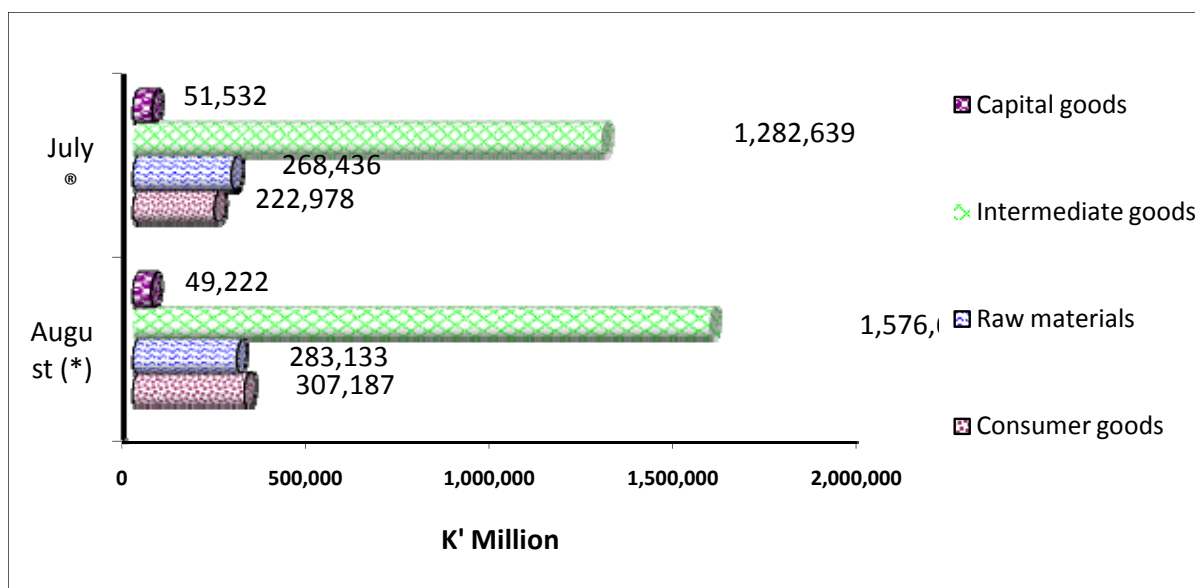 July
®
51,532
1,282,639
268,436
222,978
Augu
st (*)
49,222
283,133
307,187
0
500,000
1,000,000
1,500,000
2,000,000
K' Million
Capital goods
Intermediate goods
Raw materials
Consumer goods